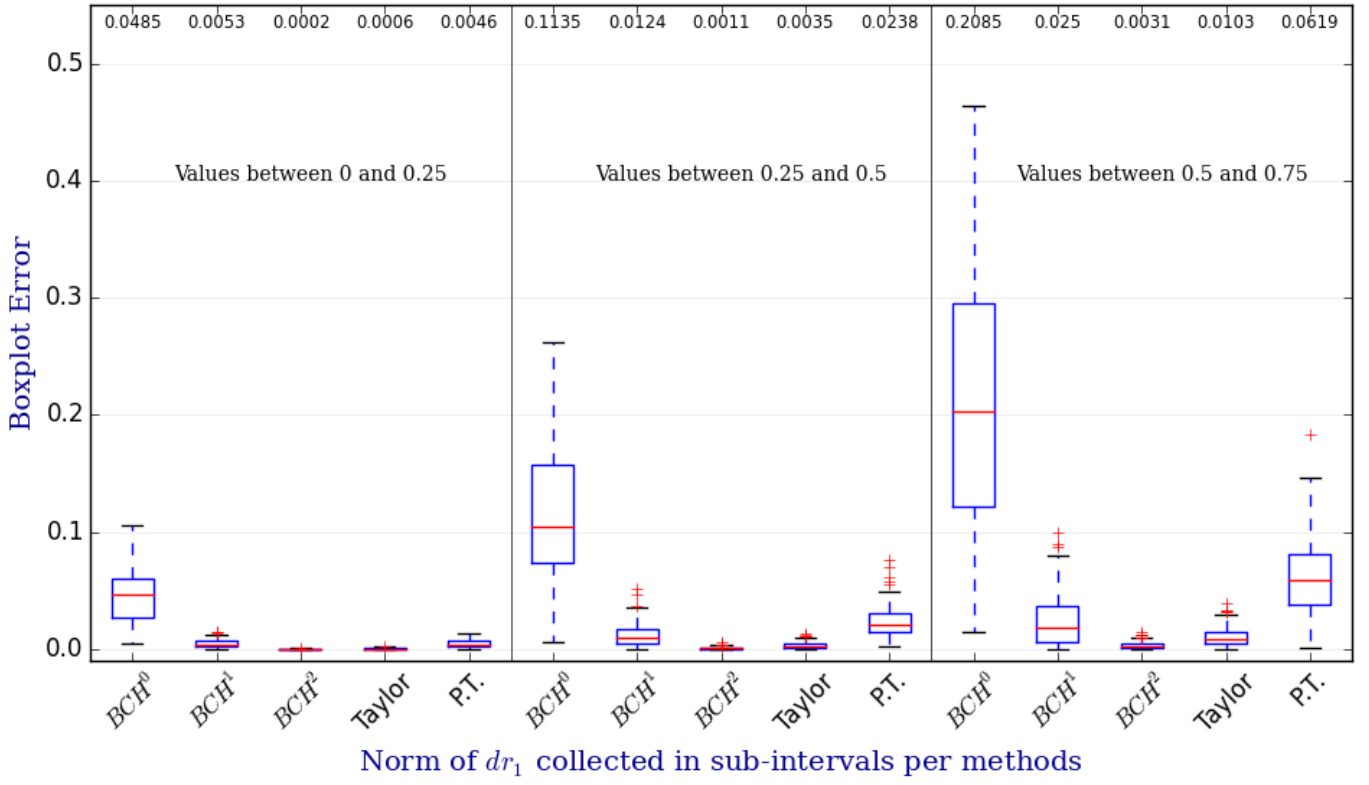 0.0485 0.0053 0.0002 0.0006 0.0046 0.1135 0.0124 0.0011 0.0035 0.0238 0.2085 0.025 0.0031 0.0103 0.0619
0.5
Values between 0 and 0.25 Values between 0.25 and 0.5 Values between 0.5 and 0.75
0.4
0.3
0.2
0.1
0.0
Boxplot Error
BCH⁰ BCH¹ BCH² Taylor P.T. BCH⁰ BCH¹ BCH² Taylor P.T. BCH⁰ BCH¹ BCH² Taylor P.T.
Norm of dr₁ collected in sub-intervals per methods